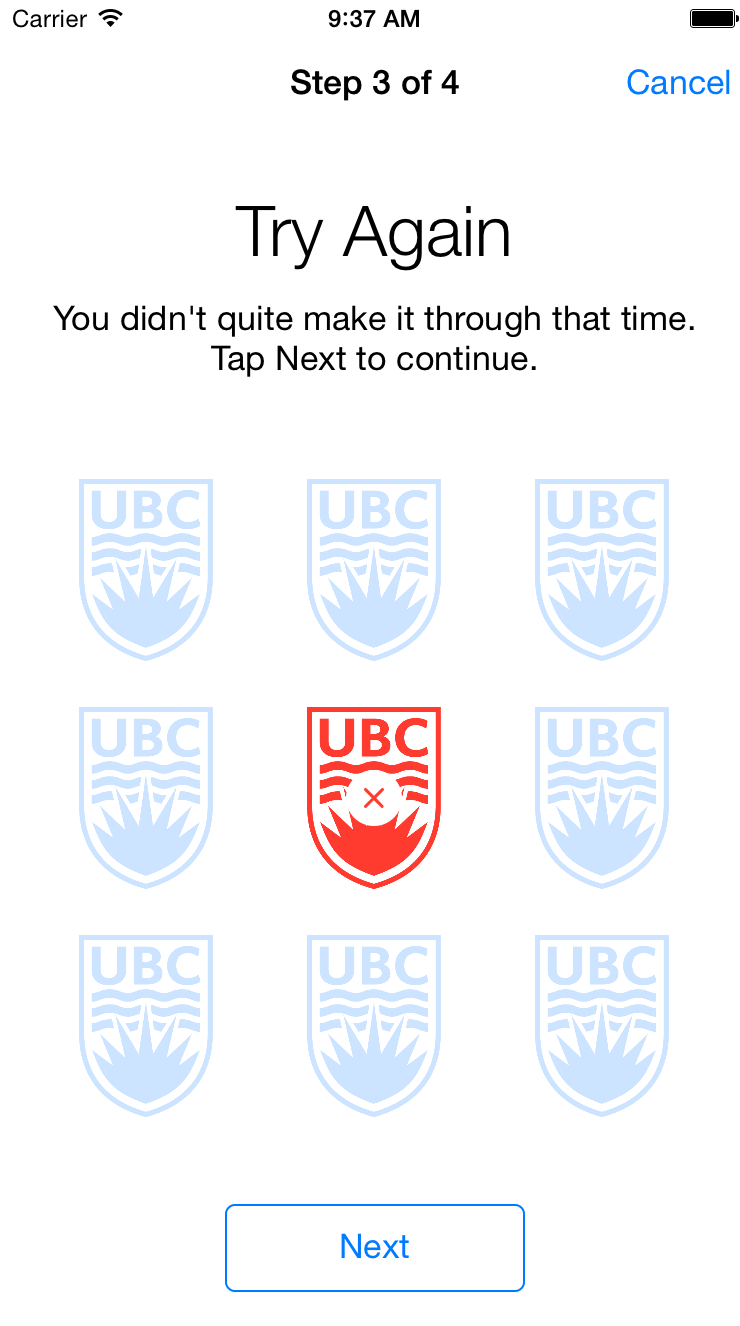 Carrier 9:37 AM
Step 3 of 4 Cancel
Try Again
You didn't quite make it through that time.
Tap Next to continue.
UBC UBC UBC
UBC UBC UBC
UBC UBC UBC
Next